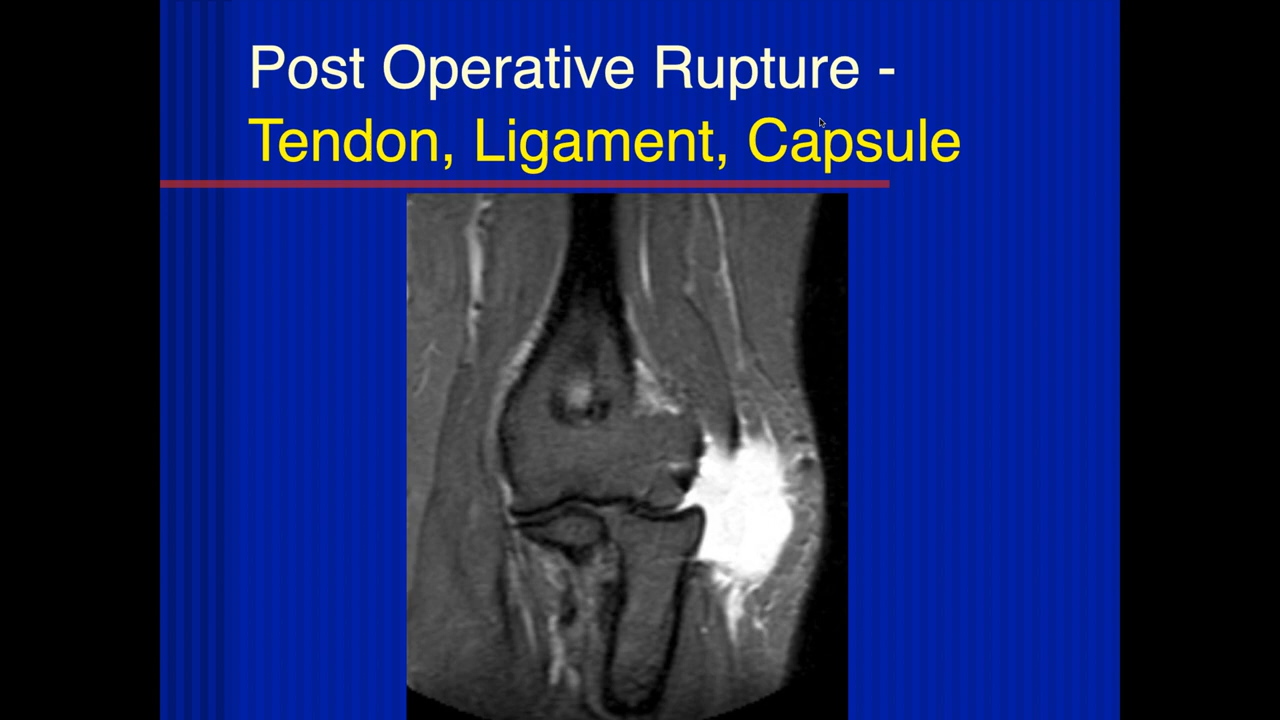 Post Operative Rupture -
Tendon, Ligament, Capsule